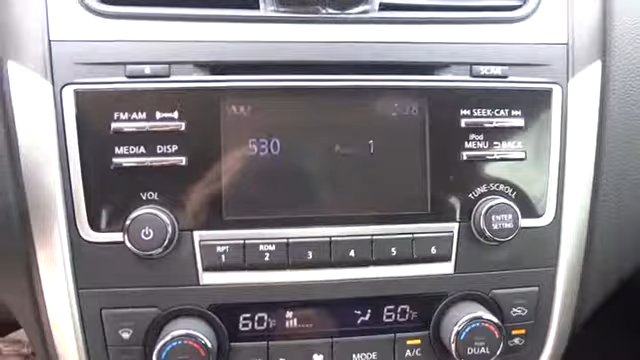 SCAN
FM·AM
SEEK·CAT
MEDIA DISP
iPod
MENU BACK
530 1
VOL
TUNE·SCROLL
ENTER
SETTING
RPT RDM
1 2 3 4 5 6
60°F 60°F
MODE
AUTO
DUAL